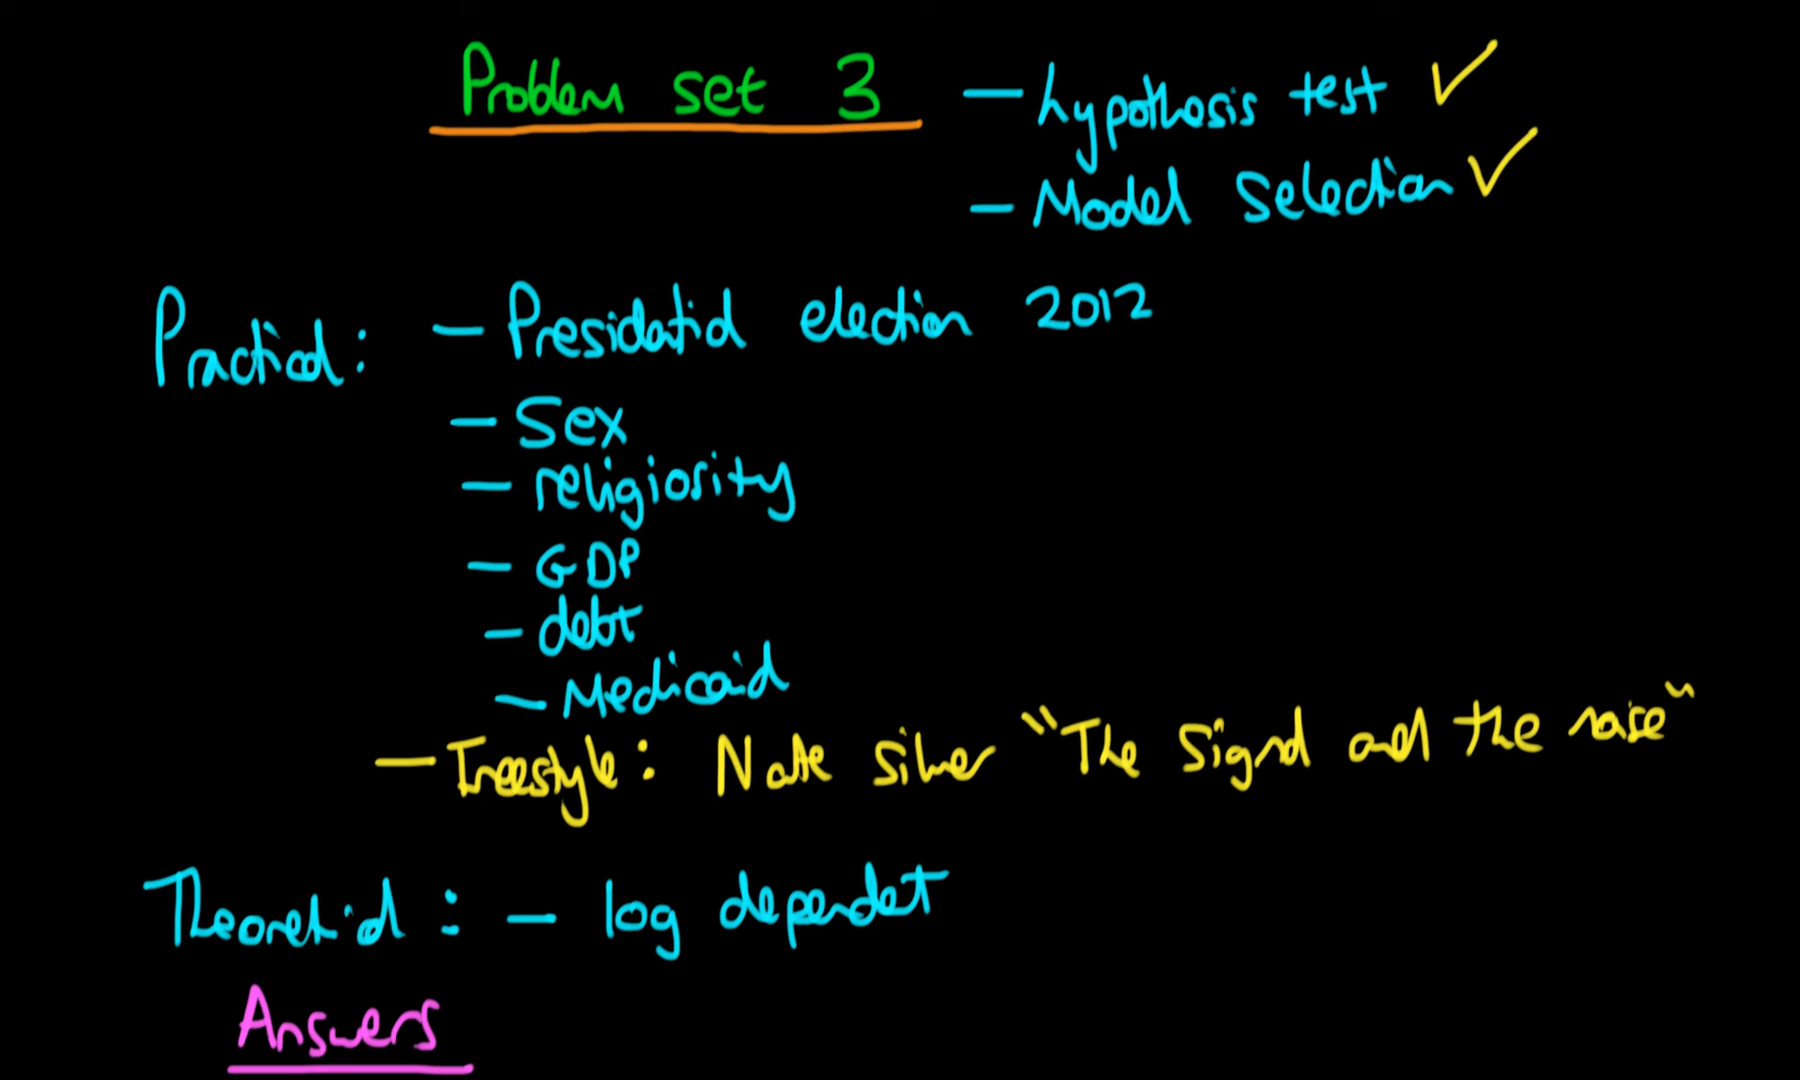 Problem set 3
- hypothesis test ✓
- Model selection ✓
Practical: - Presidential election 2012
- Sex
- religiosity
- GDP
- debt
- Medicaid
- Freestyle: Nate Silver "The Signal and the noise"
Theoretical: - log dependent
Answers